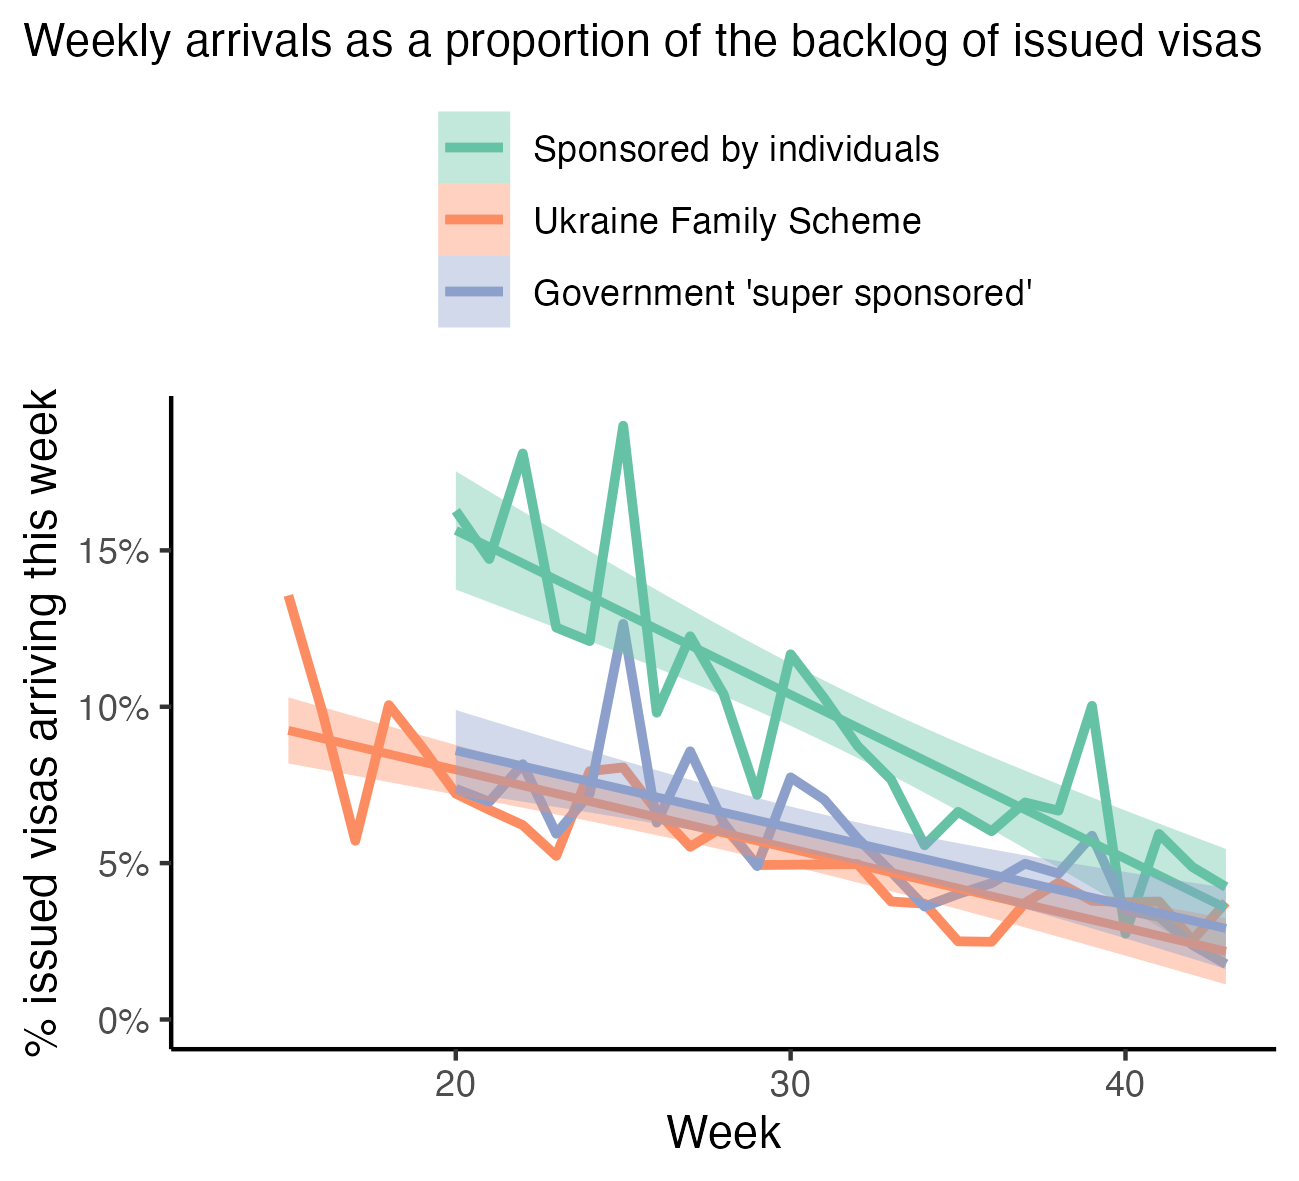 Weekly arrivals as a proportion of the backlog of issued visas
Sponsored by individuals
Ukraine Family Scheme
Government 'super sponsored'
% issued visas arriving this week
15%
10%
5%
0%
20 30 40
Week